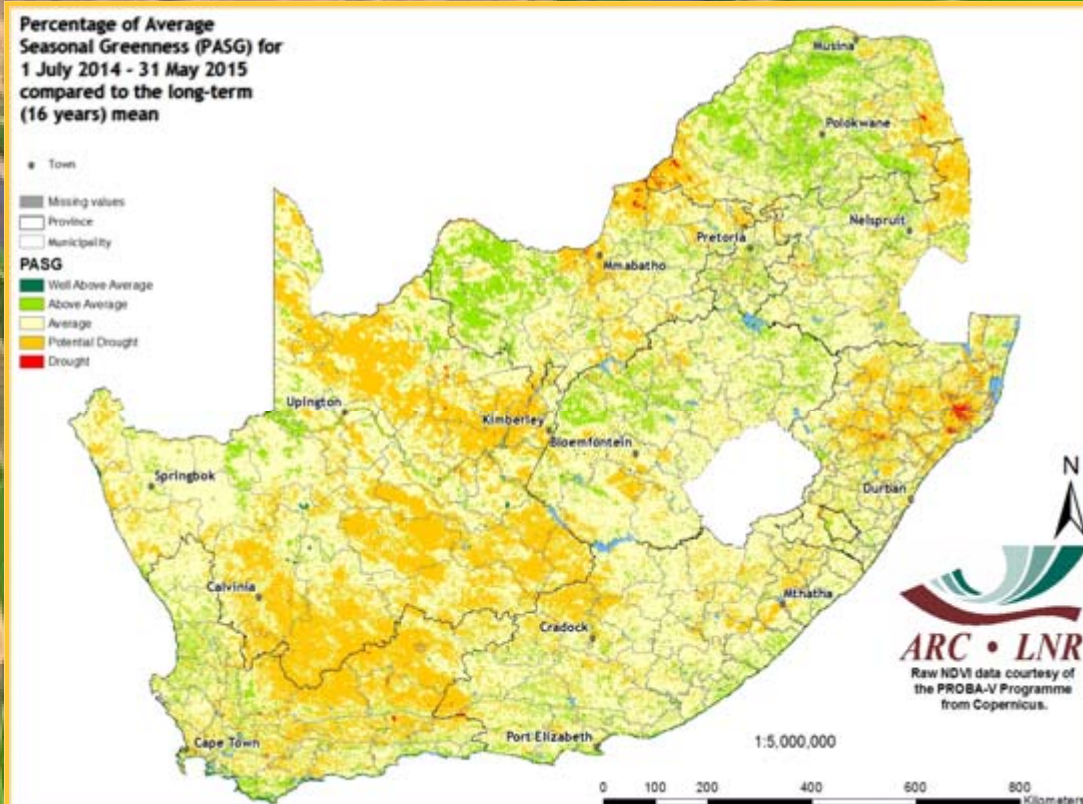 Percentage of Average
Seasonal Greenness (PASG) for
1 July 2014 - 31 May 2015
compared to the long-term
(16 years) mean
Town
Missing values
Province
Municipality
PASG
Well Above Average
Above Average
Average
Potential Drought
Drought
Musina
Polokwane
Nelspruit
Pretoria
Mmabatho
Upington
Kimberley
Bloemfontein
Springbok
Durban
N
Calvinia
Mthatha
Cradock
Cape Town
Port Elizabeth
ARC • LNR
Raw NDVI data courtesy of
the PROBA-V Programme
from Copernicus.
1:5,000,000
0 100 200 400 600 800
Kilometers